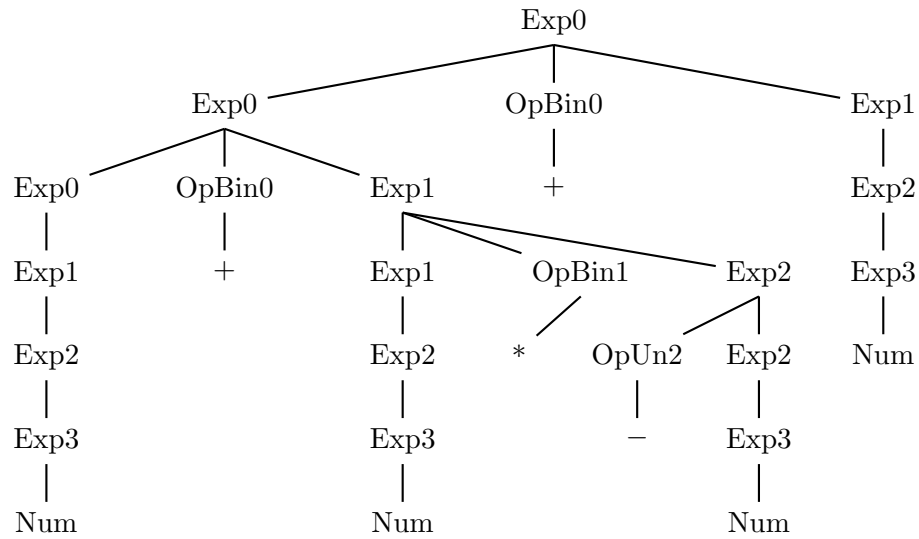 Exp0
Exp0 OpBin0 Exp1
Exp0 OpBin0 Exp1 + Exp2
Exp1 + Exp1 OpBin1 Exp2 Exp3
Exp2 Exp2 * OpUn2 Exp2 Num
Exp3 Exp3 − Exp3
Num Num Num